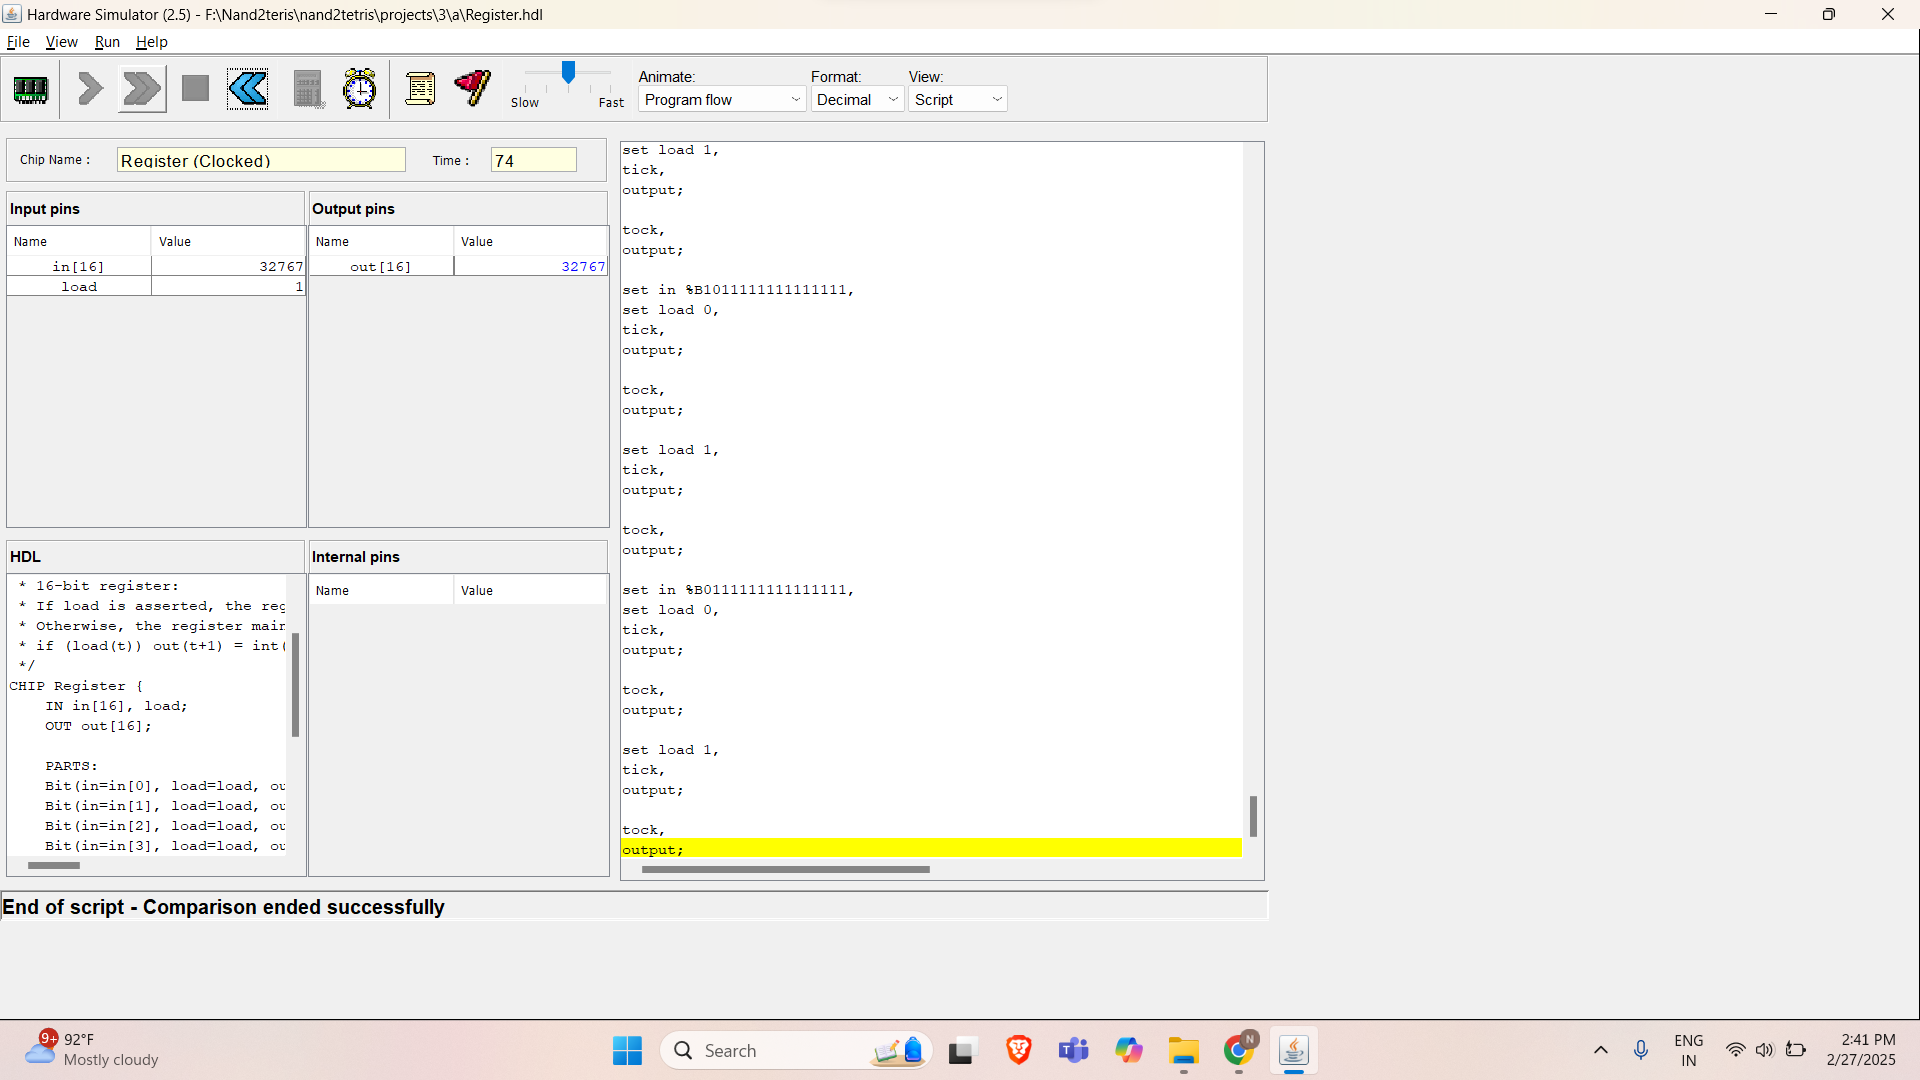 Hardware Simulator (2.5) - F:\Nand2teris\nand2tetris\projects\3\a\Register.hdl
File View Run Help
Slow Fast
Animate: Format: View:
Program flow Decimal Script
Chip Name : Register (Clocked) Time : 74
Input pins
Name Value
in[16] 32767
load 1
Output pins
Name Value
out[16] 32767
HDL
* 16-bit register:
* If load is asserted, the reg
* Otherwise, the register main
* if (load(t)) out(t+1) = int(
*/
CHIP Register {
IN in[16], load;
OUT out[16];
PARTS:
Bit(in=in[0], load=load, ou
Bit(in=in[1], load=load, ou
Bit(in=in[2], load=load, ou
Bit(in=in[3], load=load, ou
Internal pins
Name Value
set load 1,
tick,
output;
tock,
output;
set in %B1011111111111111,
set load 0,
tick,
output;
tock,
output;
set load 1,
tick,
output;
tock,
output;
set in %B0111111111111111,
set load 0,
tick,
output;
tock,
output;
set load 1,
tick,
output;
tock,
output;
End of script - Comparison ended successfully
9+ 92°F
Mostly cloudy
Search
N
ENG
IN
2:41 PM
2/27/2025